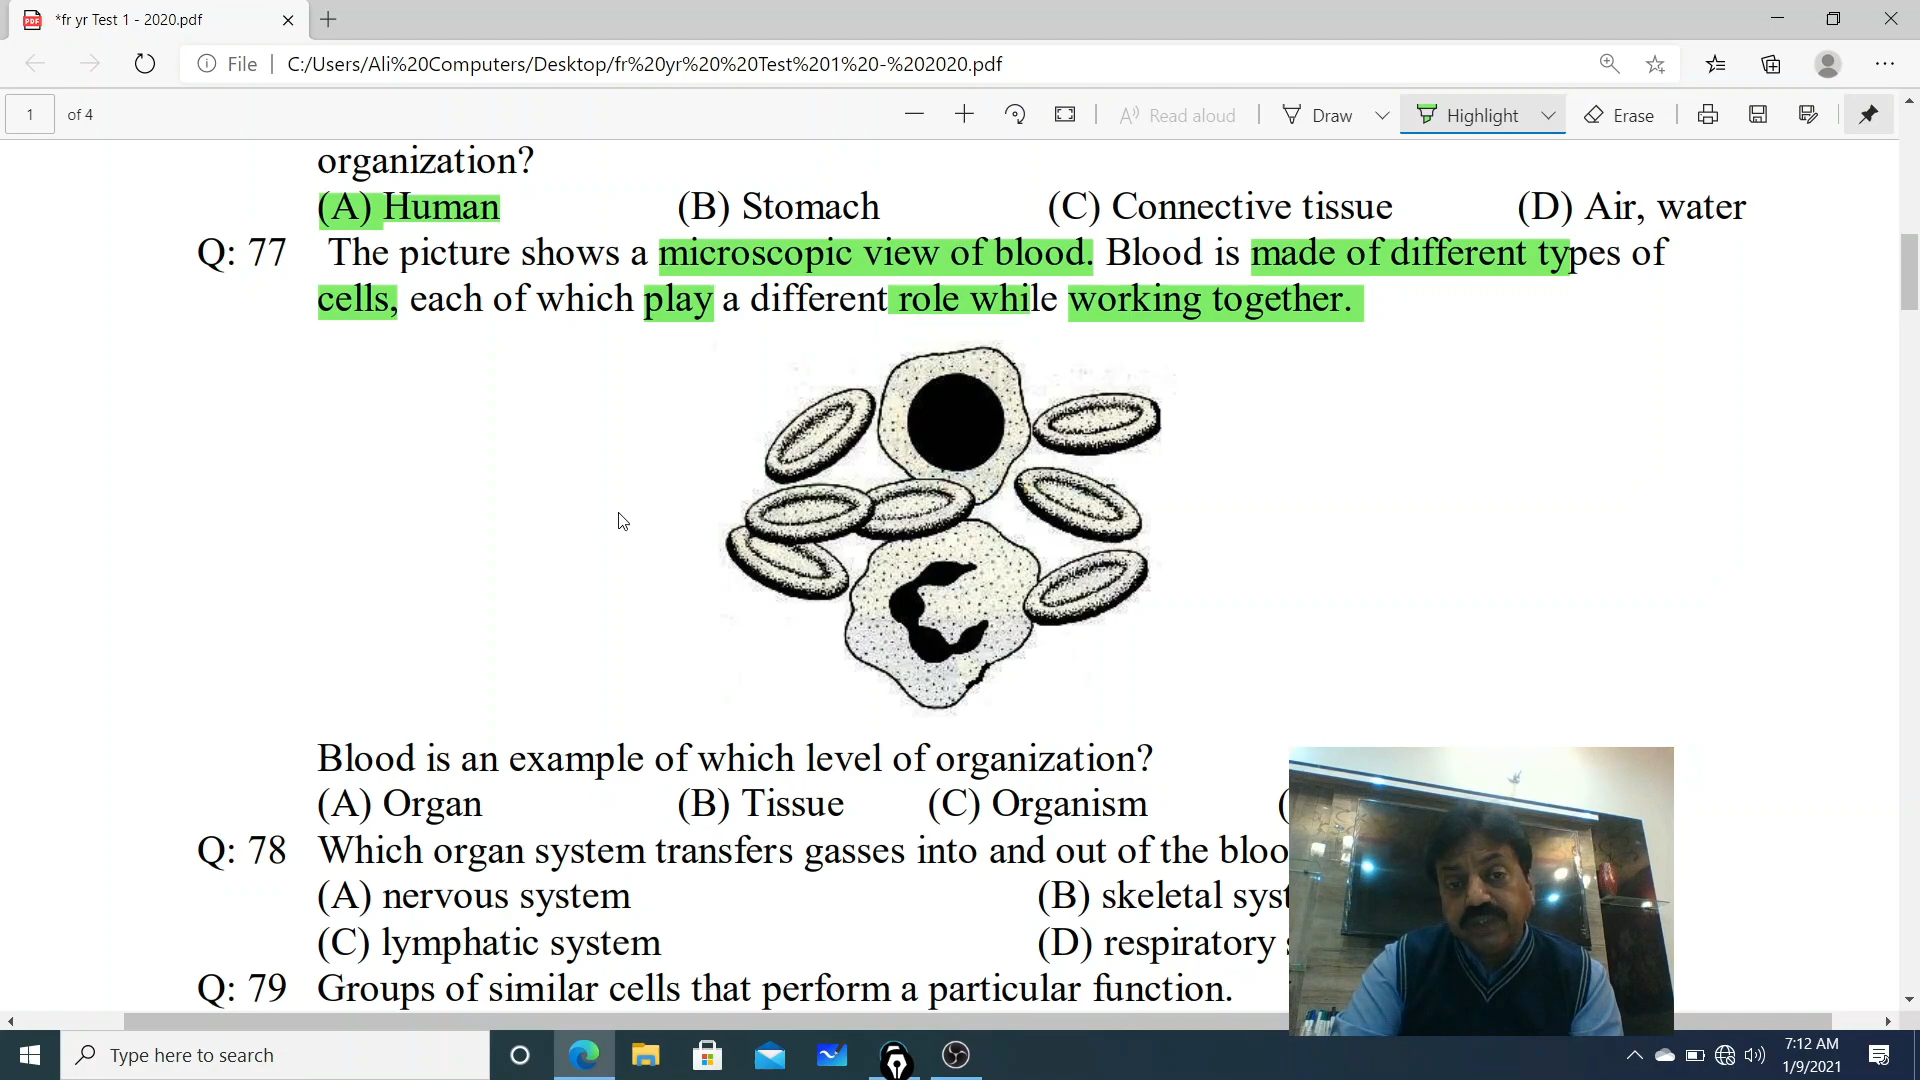 *fr yr Test 1 - 2020.pdf
File
C:/Users/Ali%20Computers/Desktop/fr%20yr%20%20Test%201%20-%202020.pdf
1 of 4
Read aloud
Draw
Highlight
Erase
organization?
(A) Human (B) Stomach (C) Connective tissue (D) Air, water
Q: 77 The picture shows a microscopic view of blood. Blood is made of different types of
cells, each of which play a different role while working together.
Blood is an example of which level of organization?
(A) Organ (B) Tissue (C) Organism (
Q: 78 Which organ system transfers gasses into and out of the bloo
(A) nervous system (B) skeletal syst
(C) lymphatic system (D) respiratory
Q: 79 Groups of similar cells that perform a particular function.
Type here to search
7:12 AM
1/9/2021